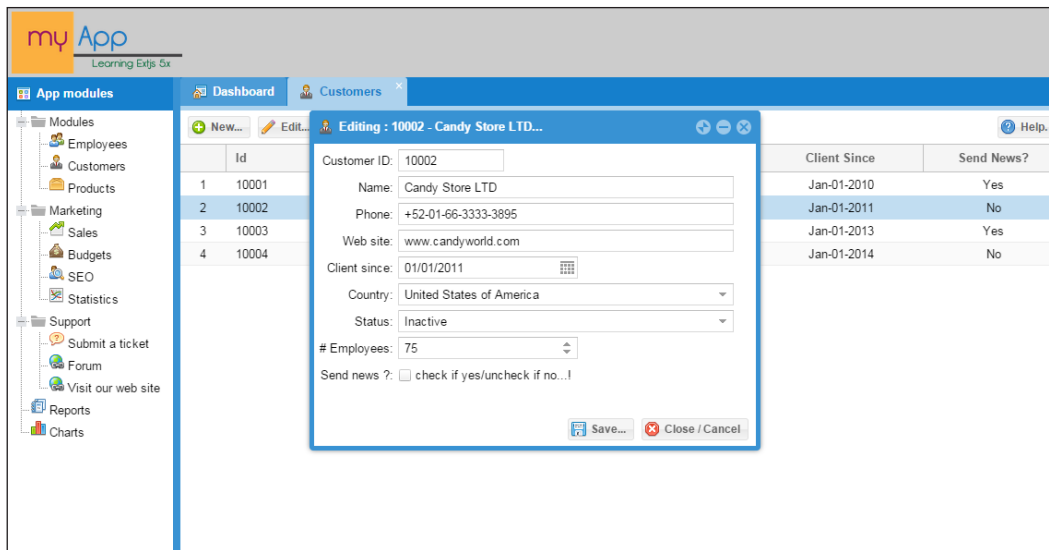 my App
Learning Extjs 5x
App modules
Dashboard
Customers
Modules
Employees
Customers
Products
Marketing
Sales
Budgets
SEO
Statistics
Support
Submit a ticket
Forum
Visit our web site
Reports
Charts
New...
Edit...
Help.
Id
Client Since
Send News?
1 10001 Jan-01-2010 Yes
2 10002 Jan-01-2011 No
3 10003 Jan-01-2013 Yes
4 10004 Jan-01-2014 No
Editing : 10002 - Candy Store LTD...
Customer ID: 10002
Name: Candy Store LTD
Phone: +52-01-66-3333-3895
Web site: www.candyworld.com
Client since: 01/01/2011
Country: United States of America
Status: Inactive
# Employees: 75
Send news ?: check if yes/uncheck if no...!
Save...
Close / Cancel